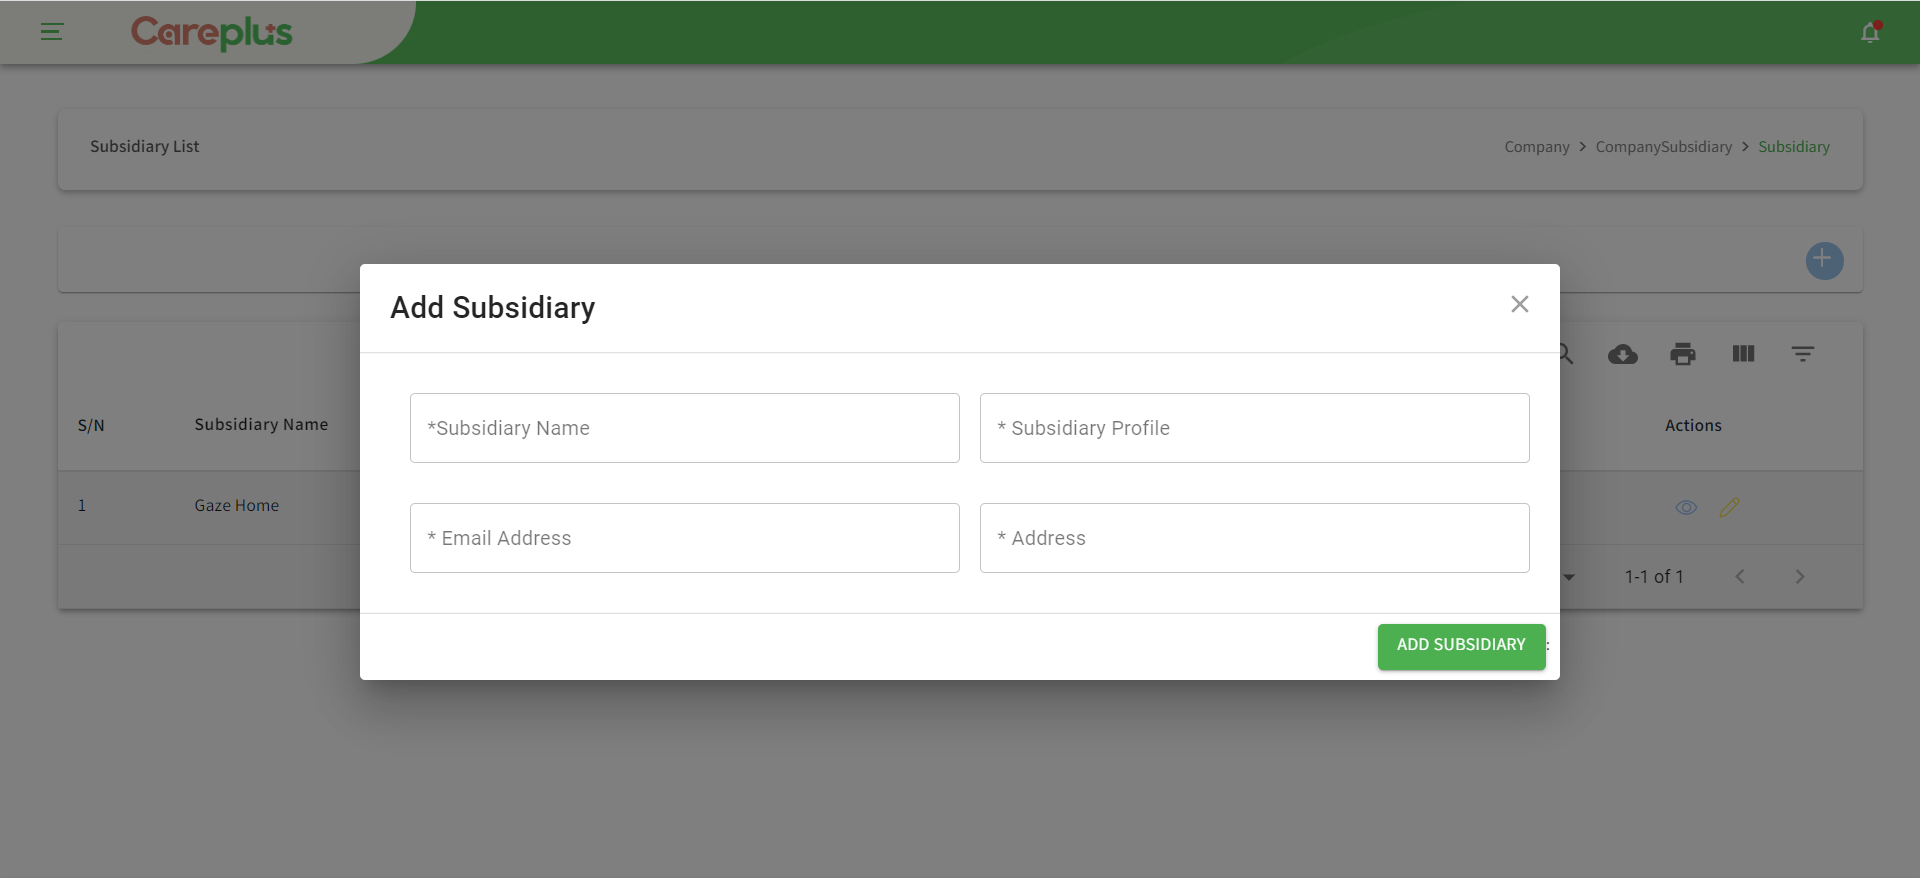 Careplus
Subsidiary List
Company > CompanySubsidiary > Subsidiary
Add Subsidiary
*Subsidiary Name
* Subsidiary Profile
* Email Address
* Address
ADD SUBSIDIARY :
S/N Subsidiary Name Actions
1 Gaze Home
1-1 of 1